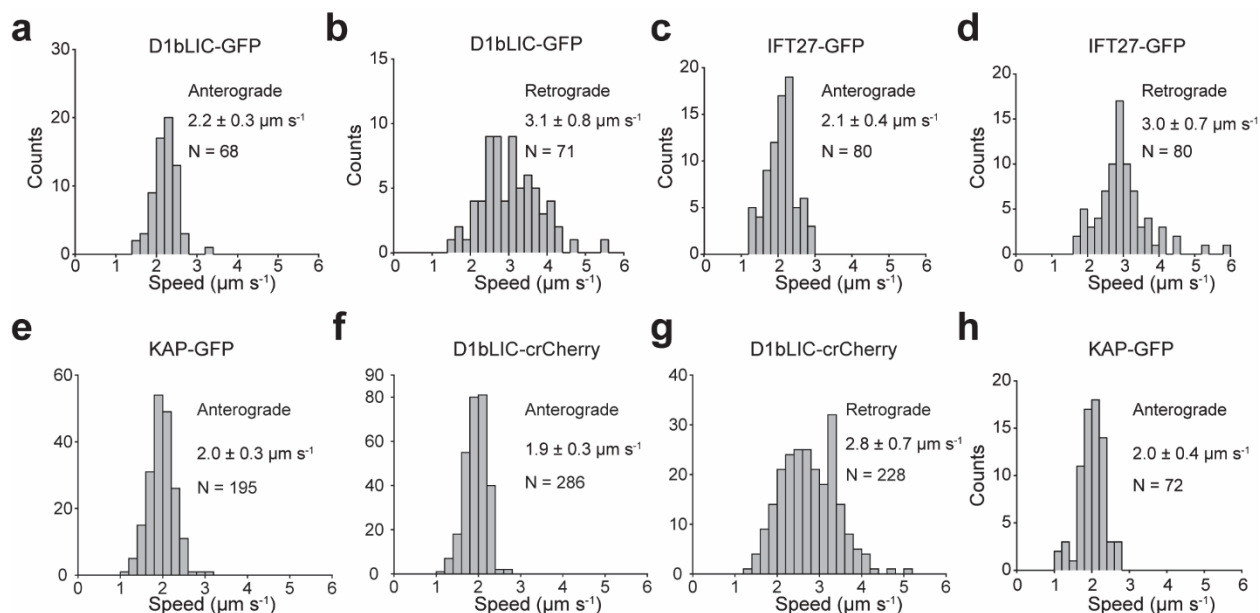 a
D1bLIC-GFP
30
20
10
0
Counts
Anterograde
2.2 ± 0.3 µm s⁻¹
N = 68
0 1 2 3 4 5 6
Speed (µm s⁻¹)
b
D1bLIC-GFP
15
10
5
0
Counts
Retrograde
3.1 ± 0.8 µm s⁻¹
N = 71
0 1 2 3 4 5 6
Speed (µm s⁻¹)
c
IFT27-GFP
20
15
10
5
0
Counts
Anterograde
2.1 ± 0.4 µm s⁻¹
N = 80
0 1 2 3 4 5 6
Speed (µm s⁻¹)
d
IFT27-GFP
20
15
10
5
0
Counts
Retrograde
3.0 ± 0.7 µm s⁻¹
N = 80
0 1 2 3 4 5 6
Speed (µm s⁻¹)
e
KAP-GFP
60
40
20
0
Anterograde
2.0 ± 0.3 µm s⁻¹
N = 195
0 1 2 3 4 5 6
Speed (µm s⁻¹)
f
D1bLIC-crCherry
90
80
60
40
20
0
Anterograde
1.9 ± 0.3 µm s⁻¹
N = 286
0 1 2 3 4 5 6
Speed (µm s⁻¹)
g
D1bLIC-crCherry
40
30
20
10
0
Retrograde
2.8 ± 0.7 µm s⁻¹
N = 228
0 1 2 3 4 5 6
Speed (µm s⁻¹)
h
KAP-GFP
20
15
10
5
0
Counts
Anterograde
2.0 ± 0.4 µm s⁻¹
N = 72
0 1 2 3 4 5 6
Speed (µm s⁻¹)